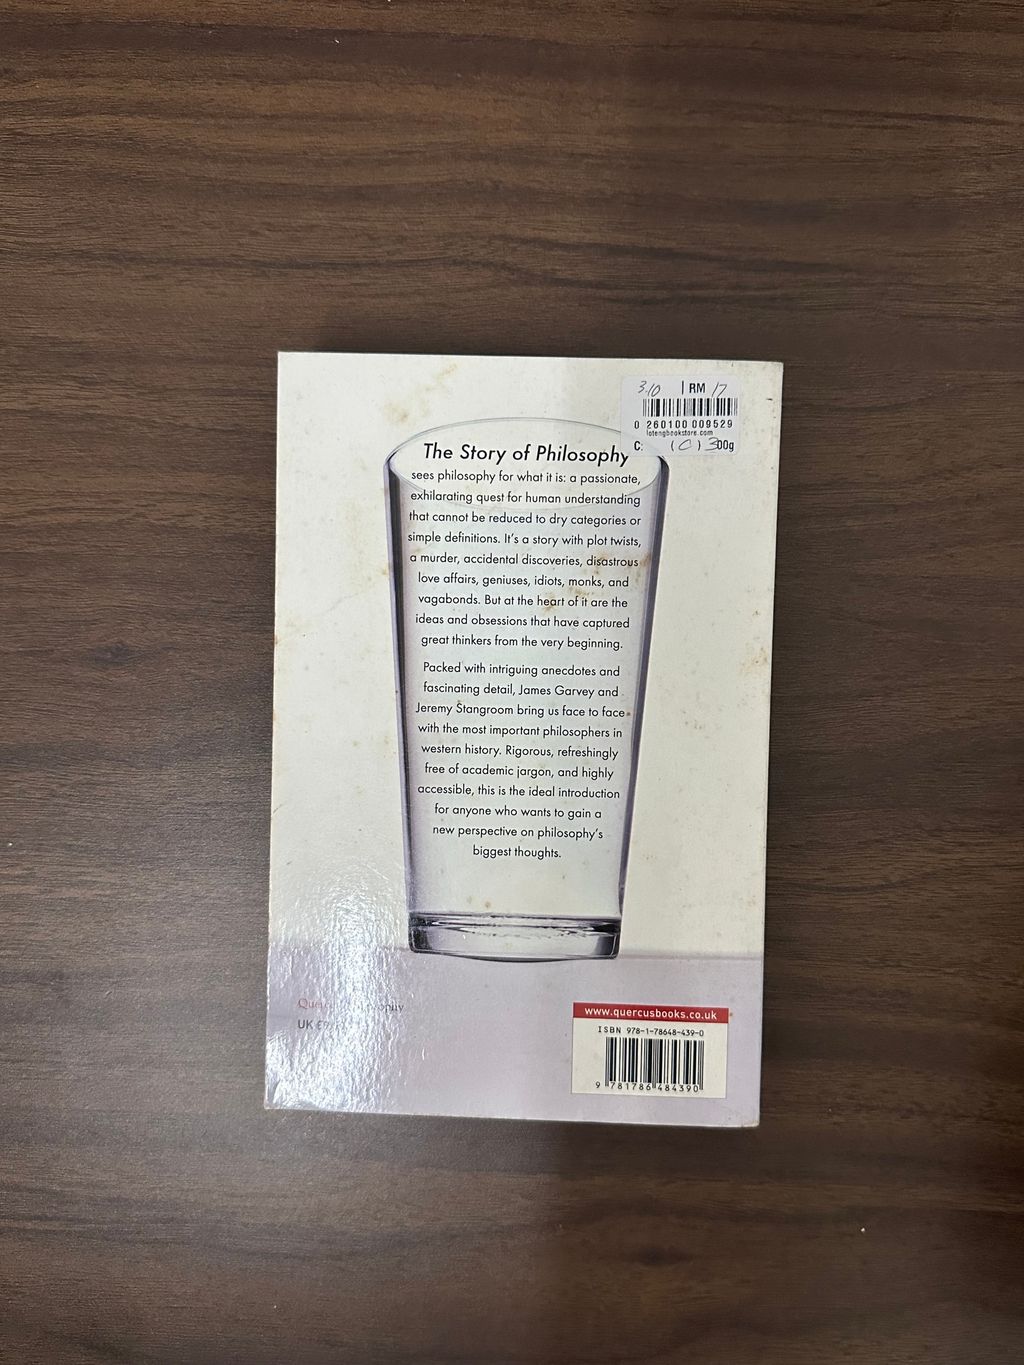 3.10 | RM 17
0 260100 009529
lotengbookstore.com
C: 300g
The Story of Philosophy
sees philosophy for what it is: a passionate,
exhilarating quest for human understanding
that cannot be reduced to dry categories or
simple definitions. It's a story with plot twists,
a murder, accidental discoveries, disastrous
love affairs, geniuses, idiots, monks, and
vagabonds. But at the heart of it are the
ideas and obsessions that have captured
great thinkers from the very beginning.
Packed with intriguing anecdotes and
fascinating detail, James Garvey and
Jeremy Stangroom bring us face to face
with the most important philosophers in
western history. Rigorous, refreshingly
free of academic jargon, and highly
accessible, this is the ideal introduction
for anyone who wants to gain a
new perspective on philosophy's
biggest thoughts.
UK
www.quercusbooks.co.uk
ISBN 978-1-78648-439-0
9 781786 484390